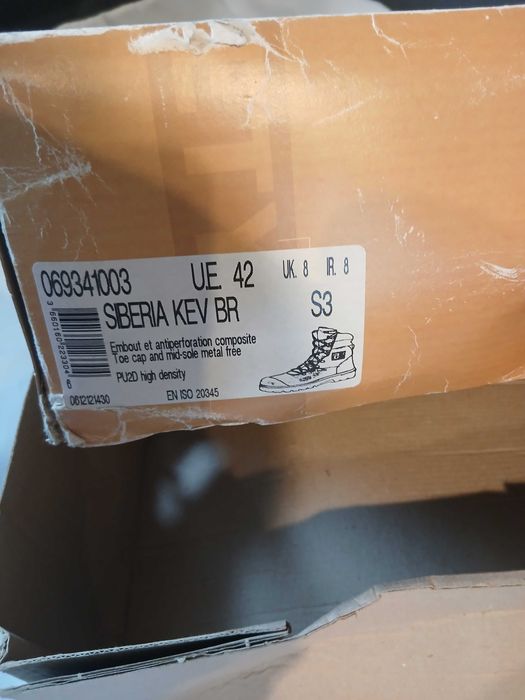 069341003 U.E. 42 UK. 8 IR. 8
SIBERIA KEV BR S3
Embout et antiperforation composite
Toe cap and mid-sole metal free
PU2D high density
0612121430 EN ISO 20345